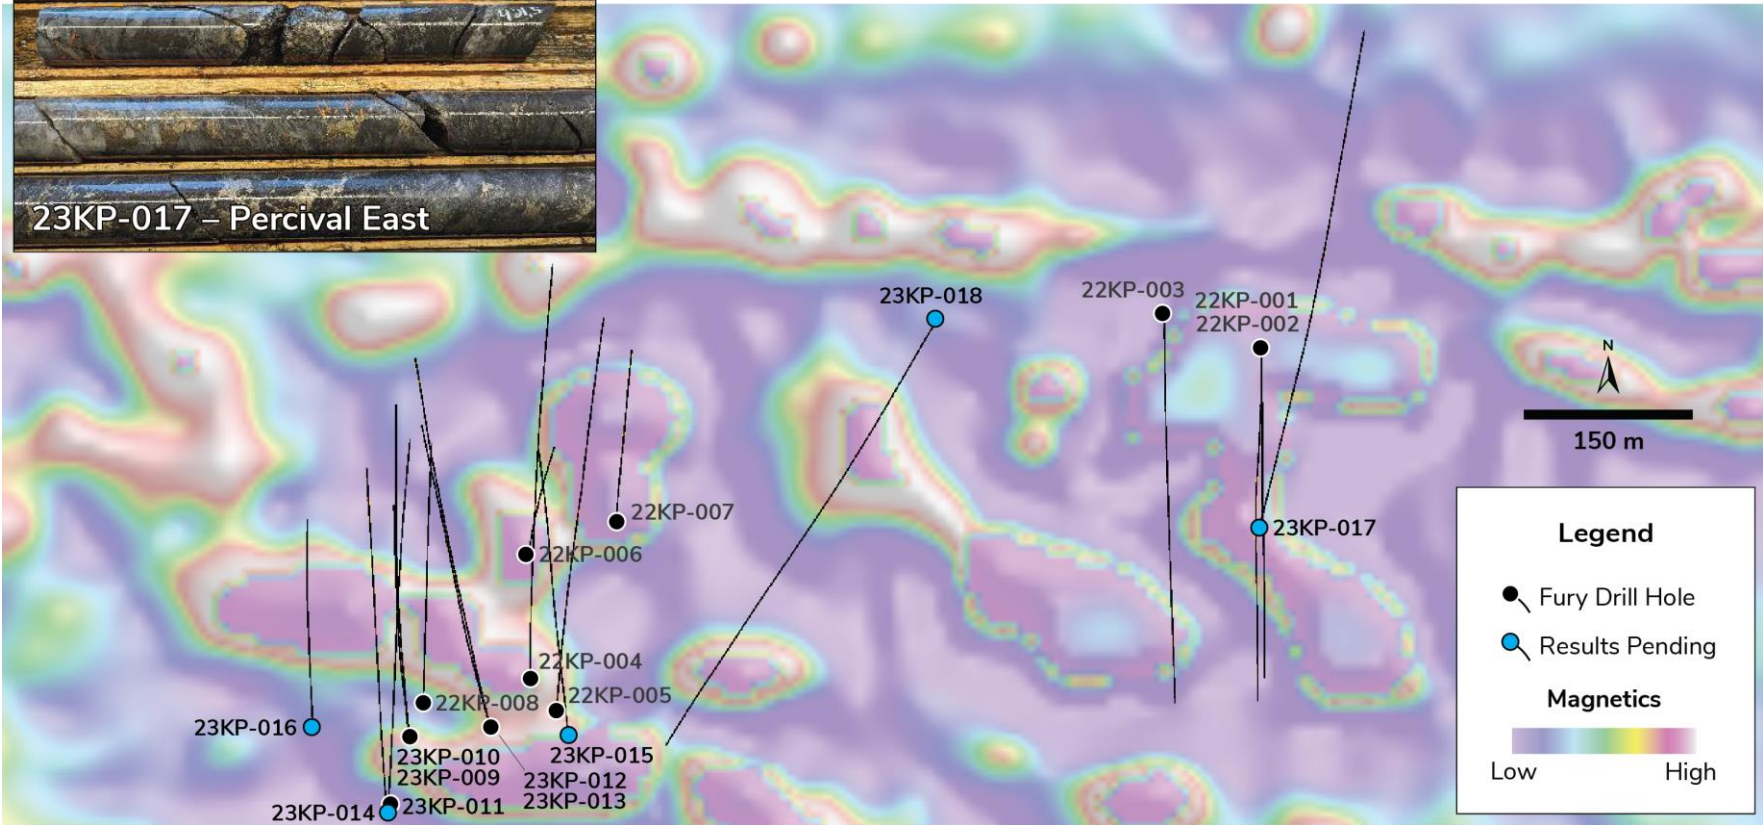 23KP-017 – Percival East
23KP-018
22KP-003
22KP-001
22KP-002
N
150 m
22KP-007
23KP-017
22KP-006
22KP-004
22KP-005
22KP-008
23KP-016
23KP-010
23KP-009
23KP-015
23KP-012
23KP-013
23KP-011
23KP-014
Legend
Fury Drill Hole
Results Pending
Magnetics
Low
High